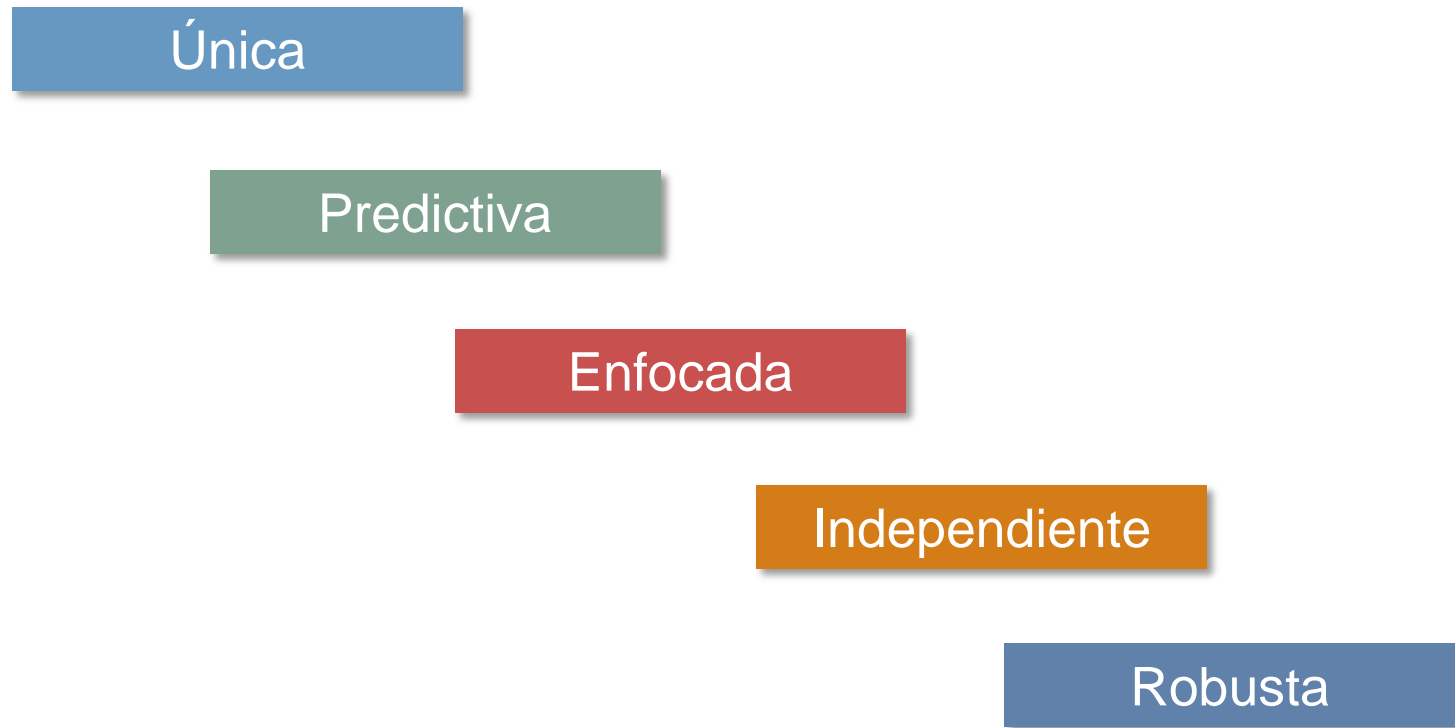 Única
Predictiva
Enfocada
Independiente
Robusta